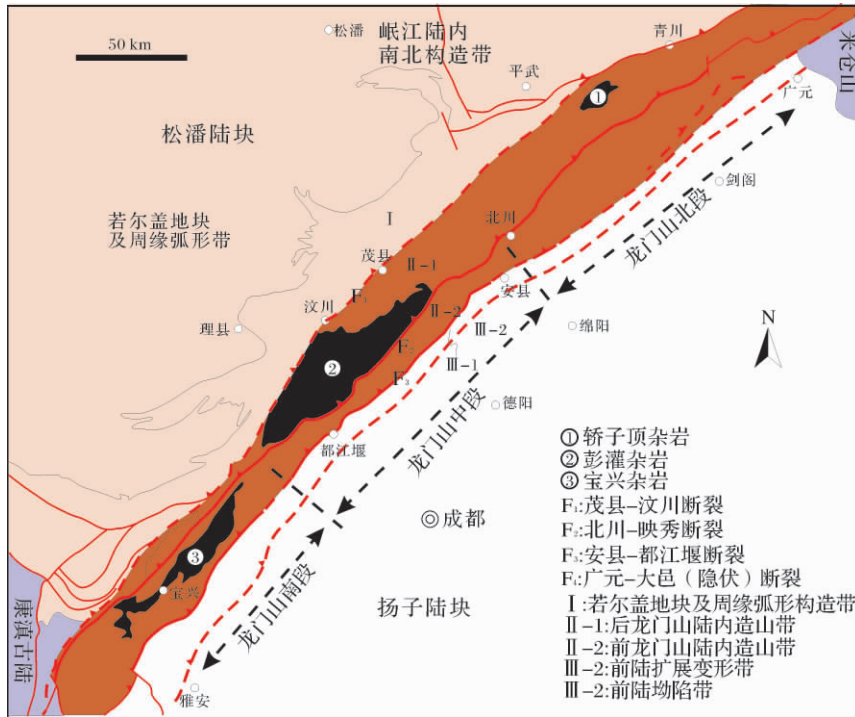 50 km
松潘
岷江陆内
南北构造带
青川
米仓山
平武
①
广元
松潘陆块
剑阁
若尔盖地块
及周缘弧形带
I
北川
龙门山北段
茂县
II-1
安县
F₁
汶川
II-2
III-2
绵阳
N
理县
F₂
②
III-1
F₃
德阳
龙门山中段
都江堰
①轿子顶杂岩
②彭灌杂岩
③宝兴杂岩
成都
F₁:茂县-汶川断裂
F₂:北川-映秀断裂
③
F₃:安县-都江堰断裂
宝兴
龙门山南段
扬子陆块
康滇古陆
F₁:广元-大邑（隐伏）断裂
I:若尔盖地块及周缘弧形构造带
II-1:后龙门山陆内造山带
II-2:前龙门山陆内造山带
III-2:前陆扩展变形带
III-2:前陆坳陷带
雅安